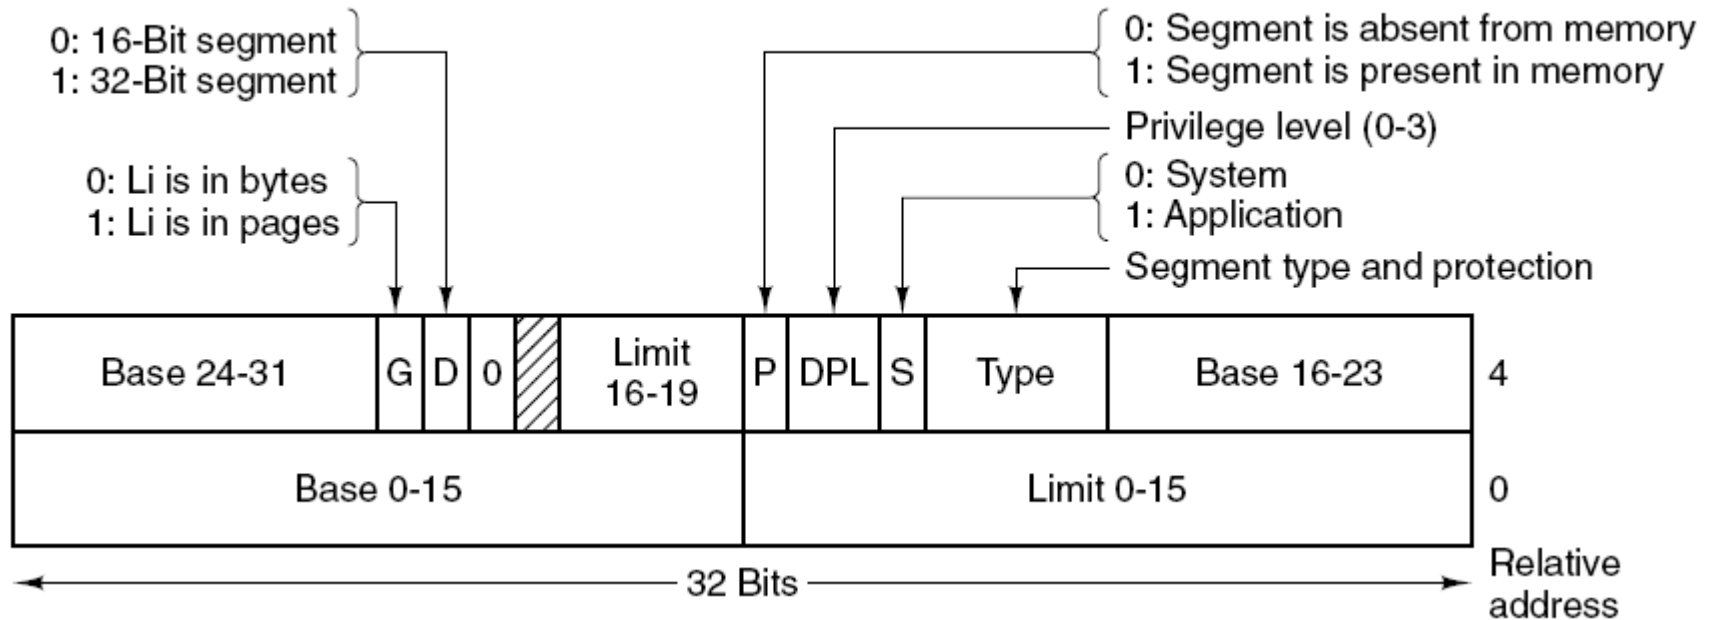 0: 16-Bit segment
1: 32-Bit segment
0: Li is in bytes
1: Li is in pages
0: Segment is absent from memory
1: Segment is present in memory
Privilege level (0-3)
0: System
1: Application
Segment type and protection
Base 24-31
G
D
0
Limit
16-19
P
DPL
S
Type
Base 16-23
4
Base 0-15
Limit 0-15
0
32 Bits
Relative
address